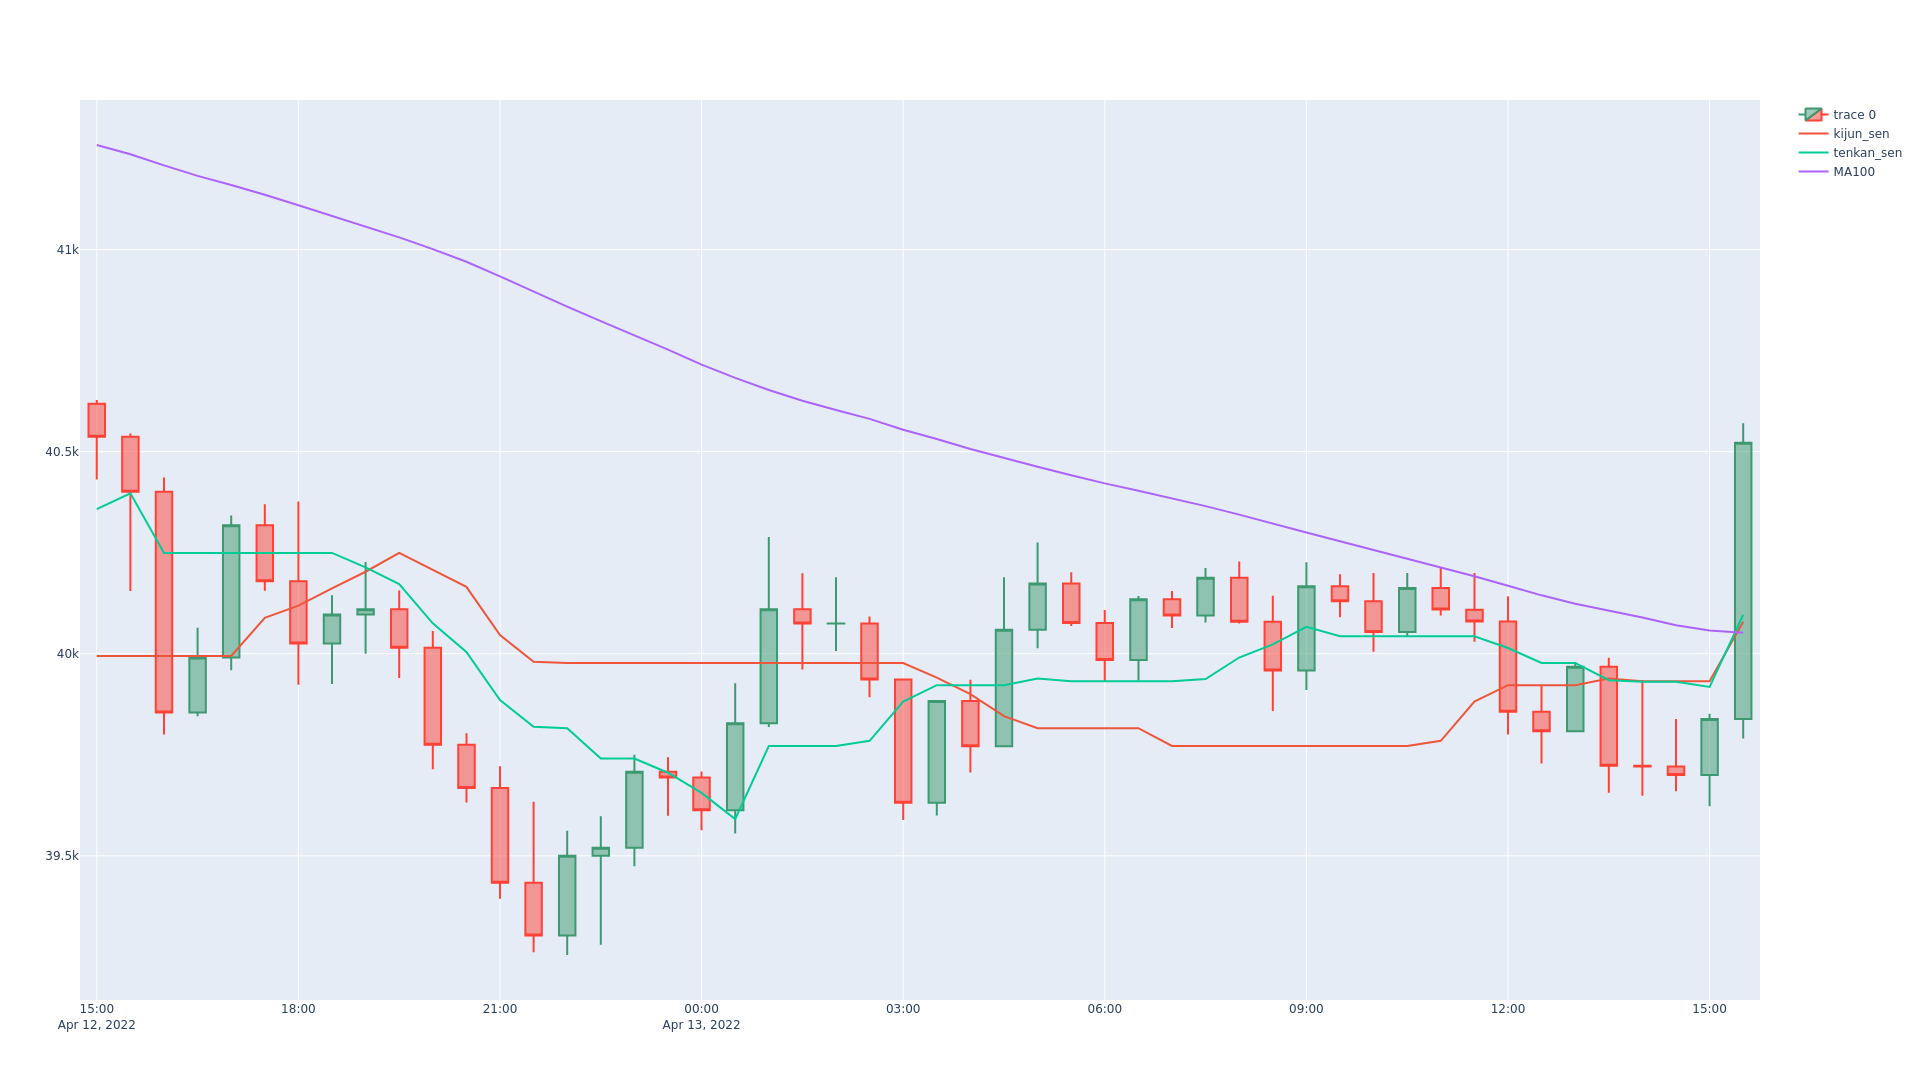 trace 0
kijun_sen
tenkan_sen
MA100
41k
40.5k
40k
39.5k
15:00 18:00 21:00 00:00 03:00 06:00 09:00 12:00 15:00
Apr 12, 2022 Apr 13, 2022